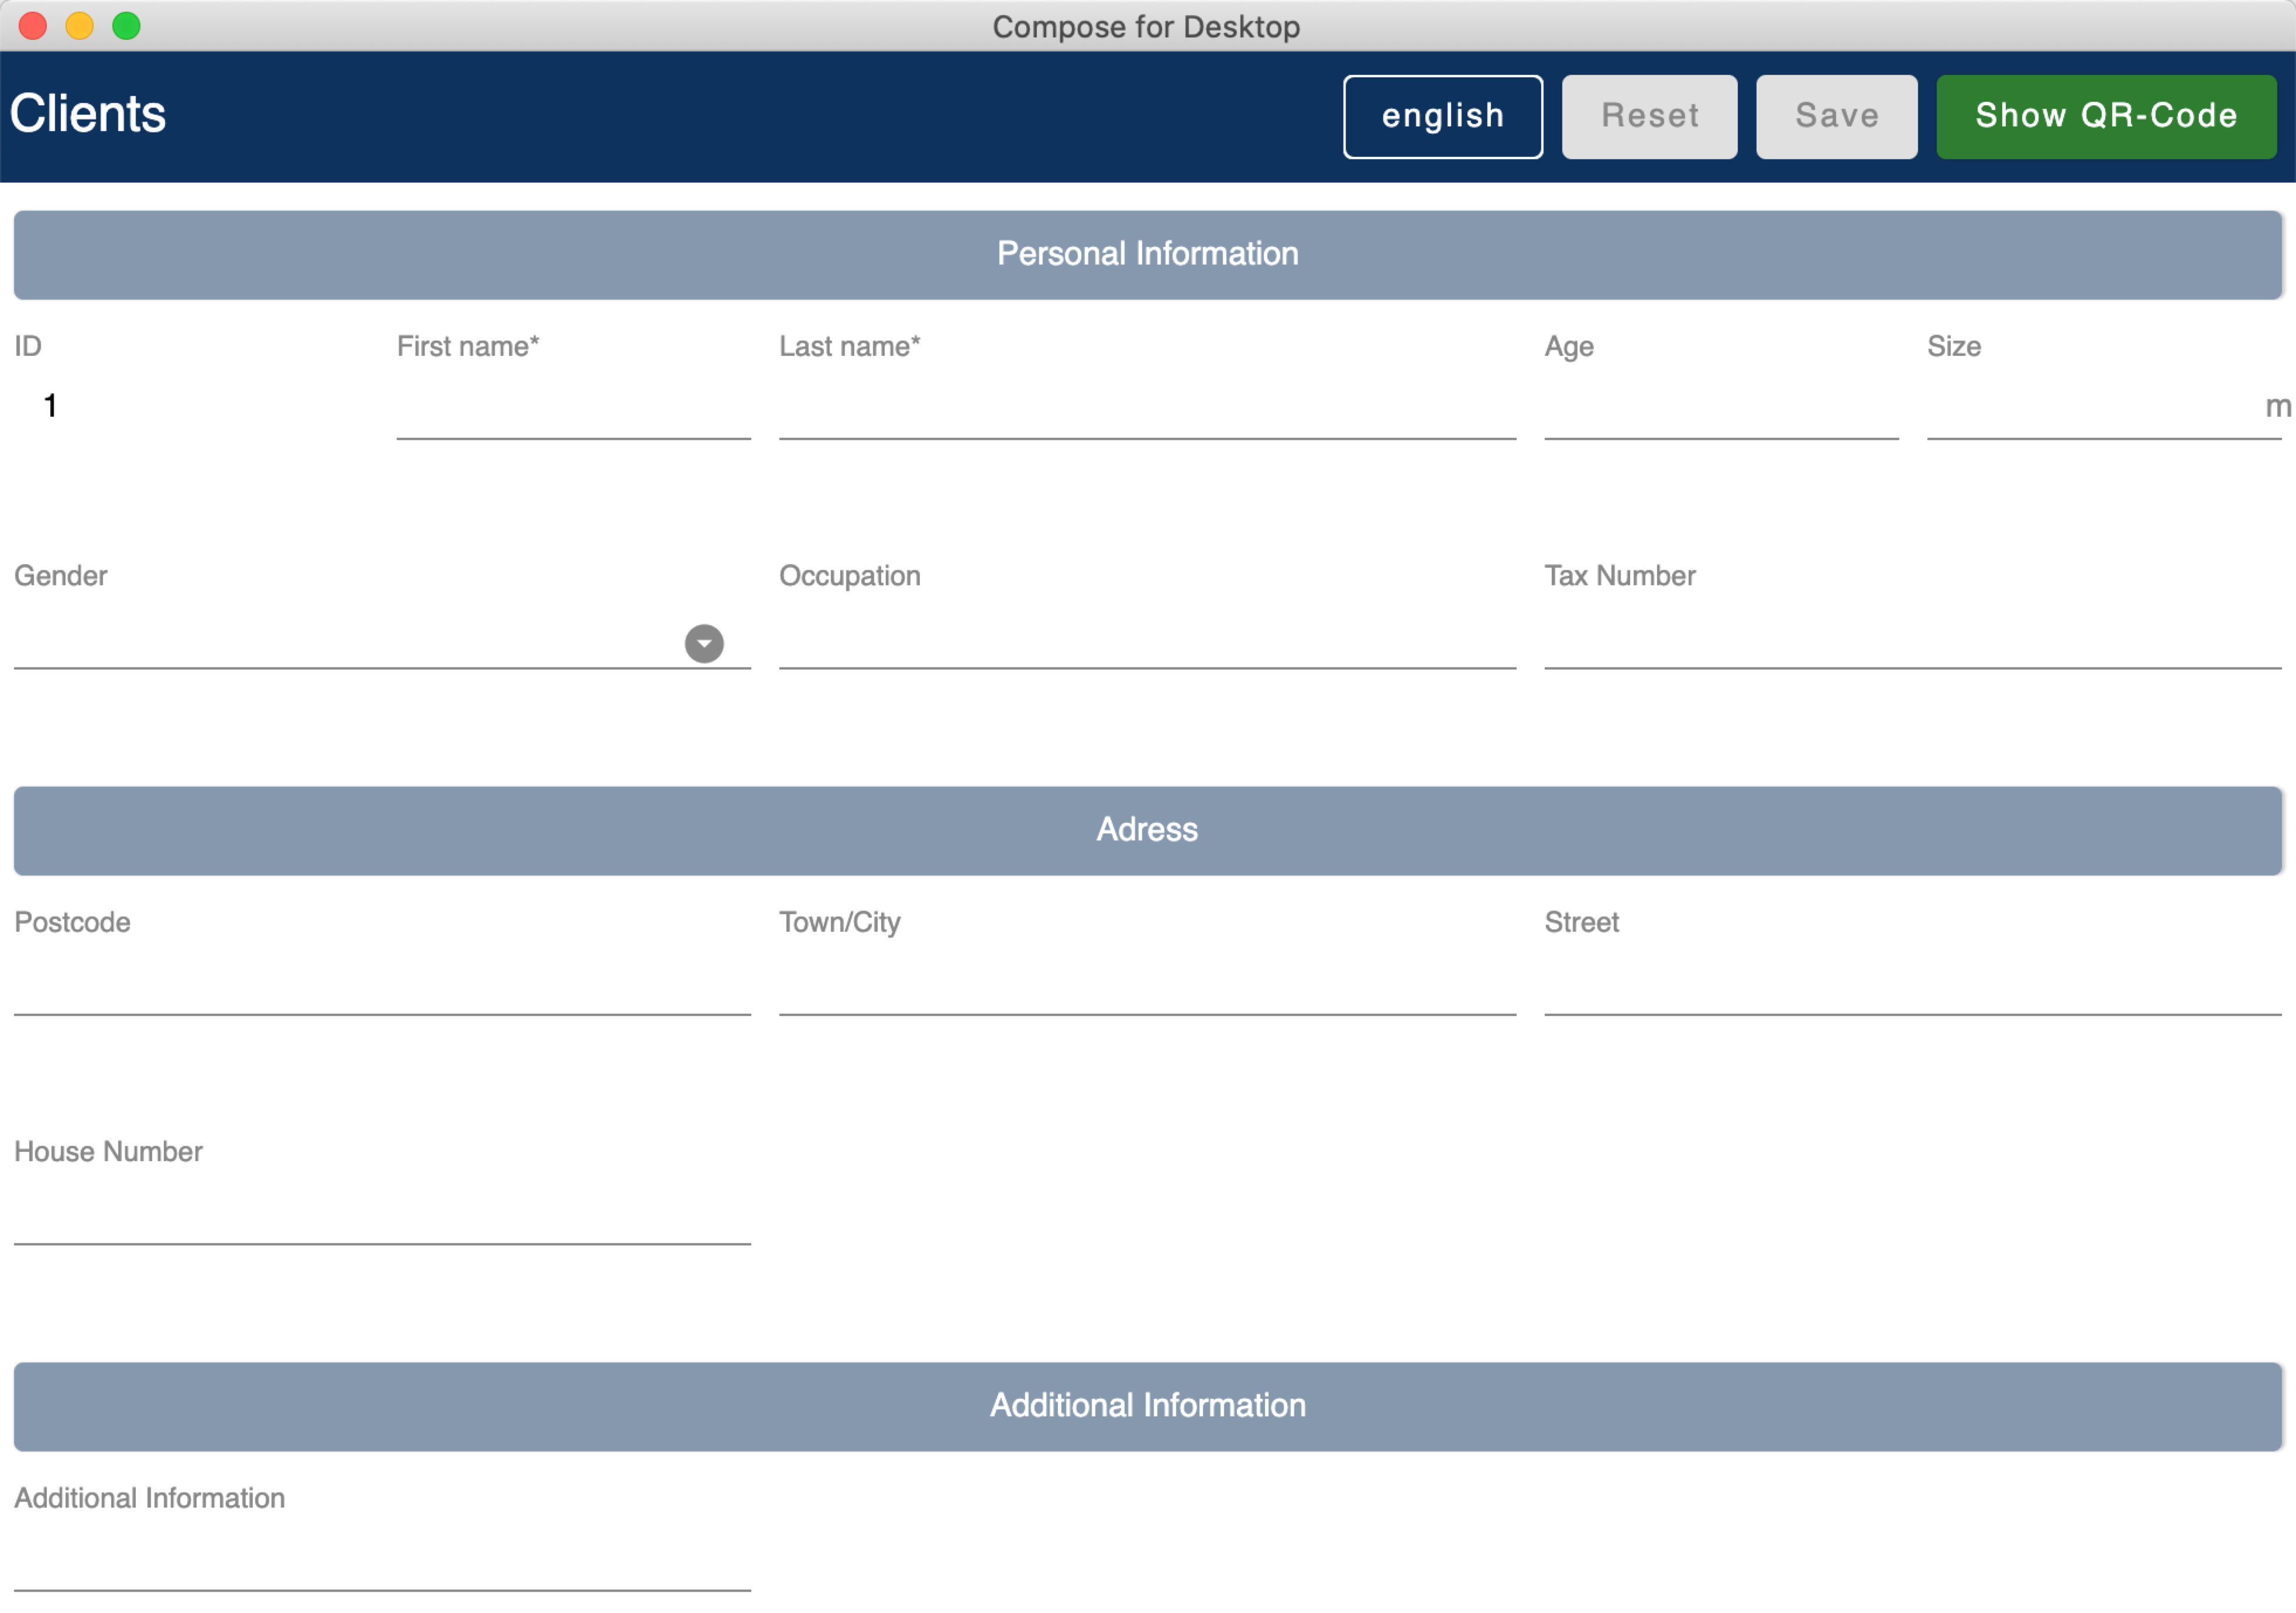 Compose for Desktop
Clients
english Reset Save Show QR-Code
Personal Information
ID First name* Last name* Age Size
1 m
Gender Occupation Tax Number
Adress
Postcode Town/City Street
House Number
Additional Information
Additional Information